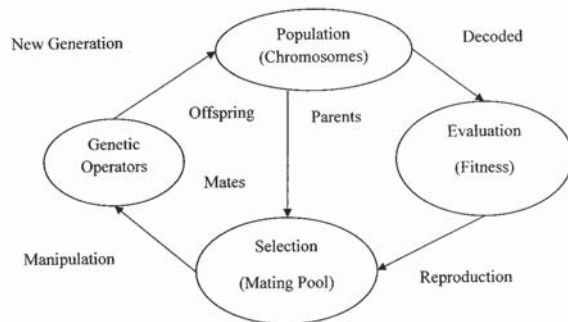 Population
(Chromosomes)
New Generation
Decoded
Offspring
Parents
Evaluation
(Fitness)
Genetic
Operators
Mates
Selection
(Mating Pool)
Manipulation
Reproduction